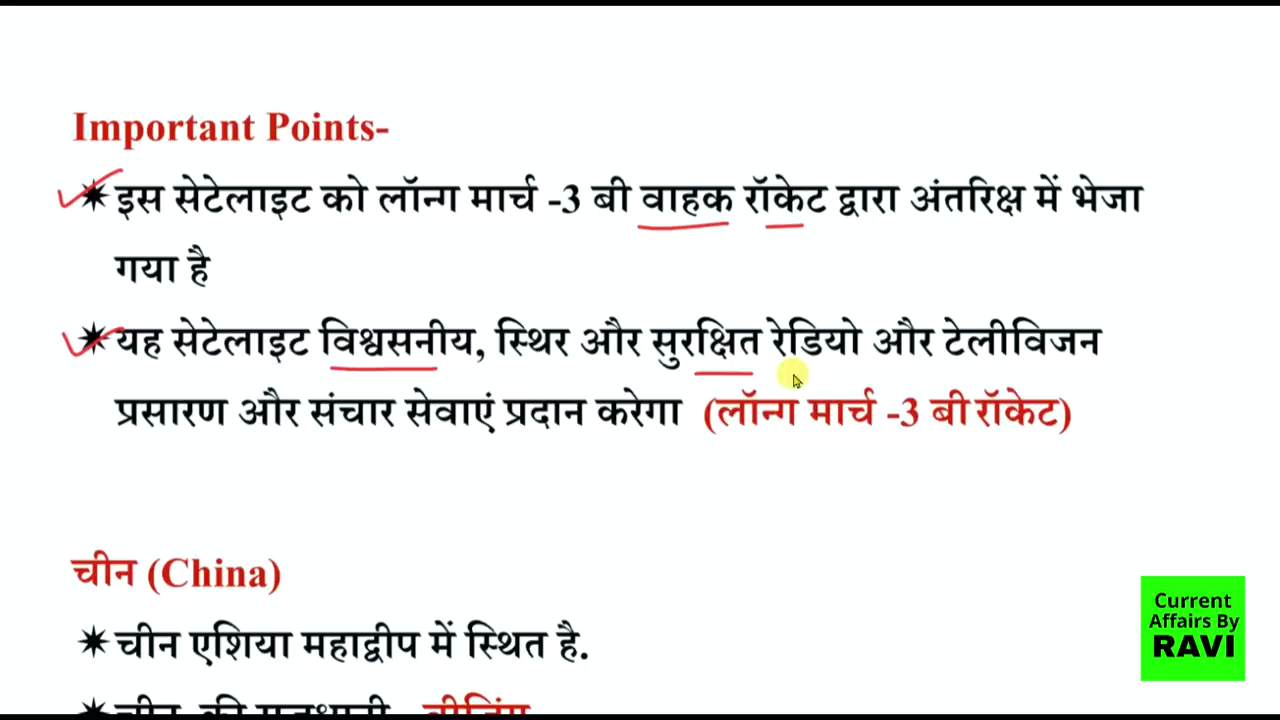 Important Points-
✷ इस सेटेलाइट को लॉन्ग मार्च -3 बी वाहक रॉकेट द्वारा अंतरिक्ष में भेजा
गया है
✷ यह सेटेलाइट विश्वसनीय, स्थिर और सुरक्षित रेडियो और टेलीविजन
प्रसारण और संचार सेवाएं प्रदान करेगा (लॉन्ग मार्च -3 बी रॉकेट)
चीन (China)
✷ चीन एशिया महाद्वीप में स्थित है.
✷ चीन की राजधानी - बीजिंग
Current
Affairs By
RAVI